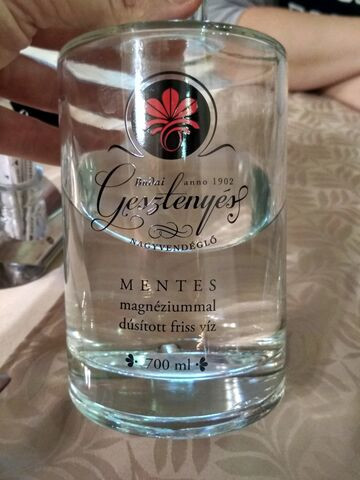 Budai anno 1902
Gesztenyés
NAGYVENDÉGLŐ
MENTES
magnéziummal
dúsított friss víz
700 ml